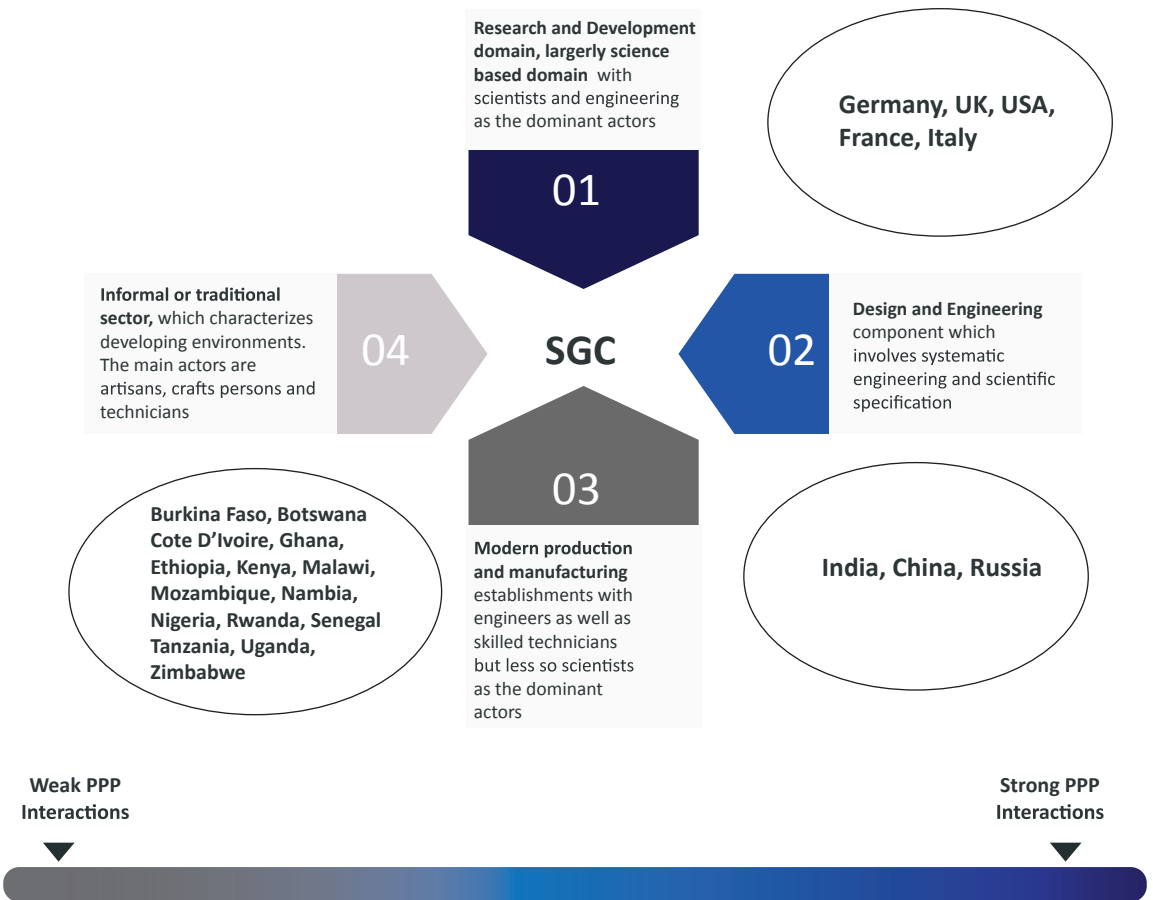 Research and Development
domain, largerly science
based domain with
scientists and engineering
as the dominant actors
Germany, UK, USA,
France, Italy
01
Informal or traditional
sector, which characterizes
developing environments.
The main actors are
artisans, crafts persons and
technicians
04
SGC
02
Design and Engineering
component which
involves systematic
engineering and scientific
specification
03
Burkina Faso, Botswana
Cote D'Ivoire, Ghana,
Ethiopia, Kenya, Malawi,
Mozambique, Nambia,
Nigeria, Rwanda, Senegal
Tanzania, Uganda,
Zimbabwe
Modern production
and manufacturing
establishments with
engineers as well as
skilled technicians
but less so scientists
as the dominant
actors
India, China, Russia
Weak PPP
Interactions
Strong PPP
Interactions